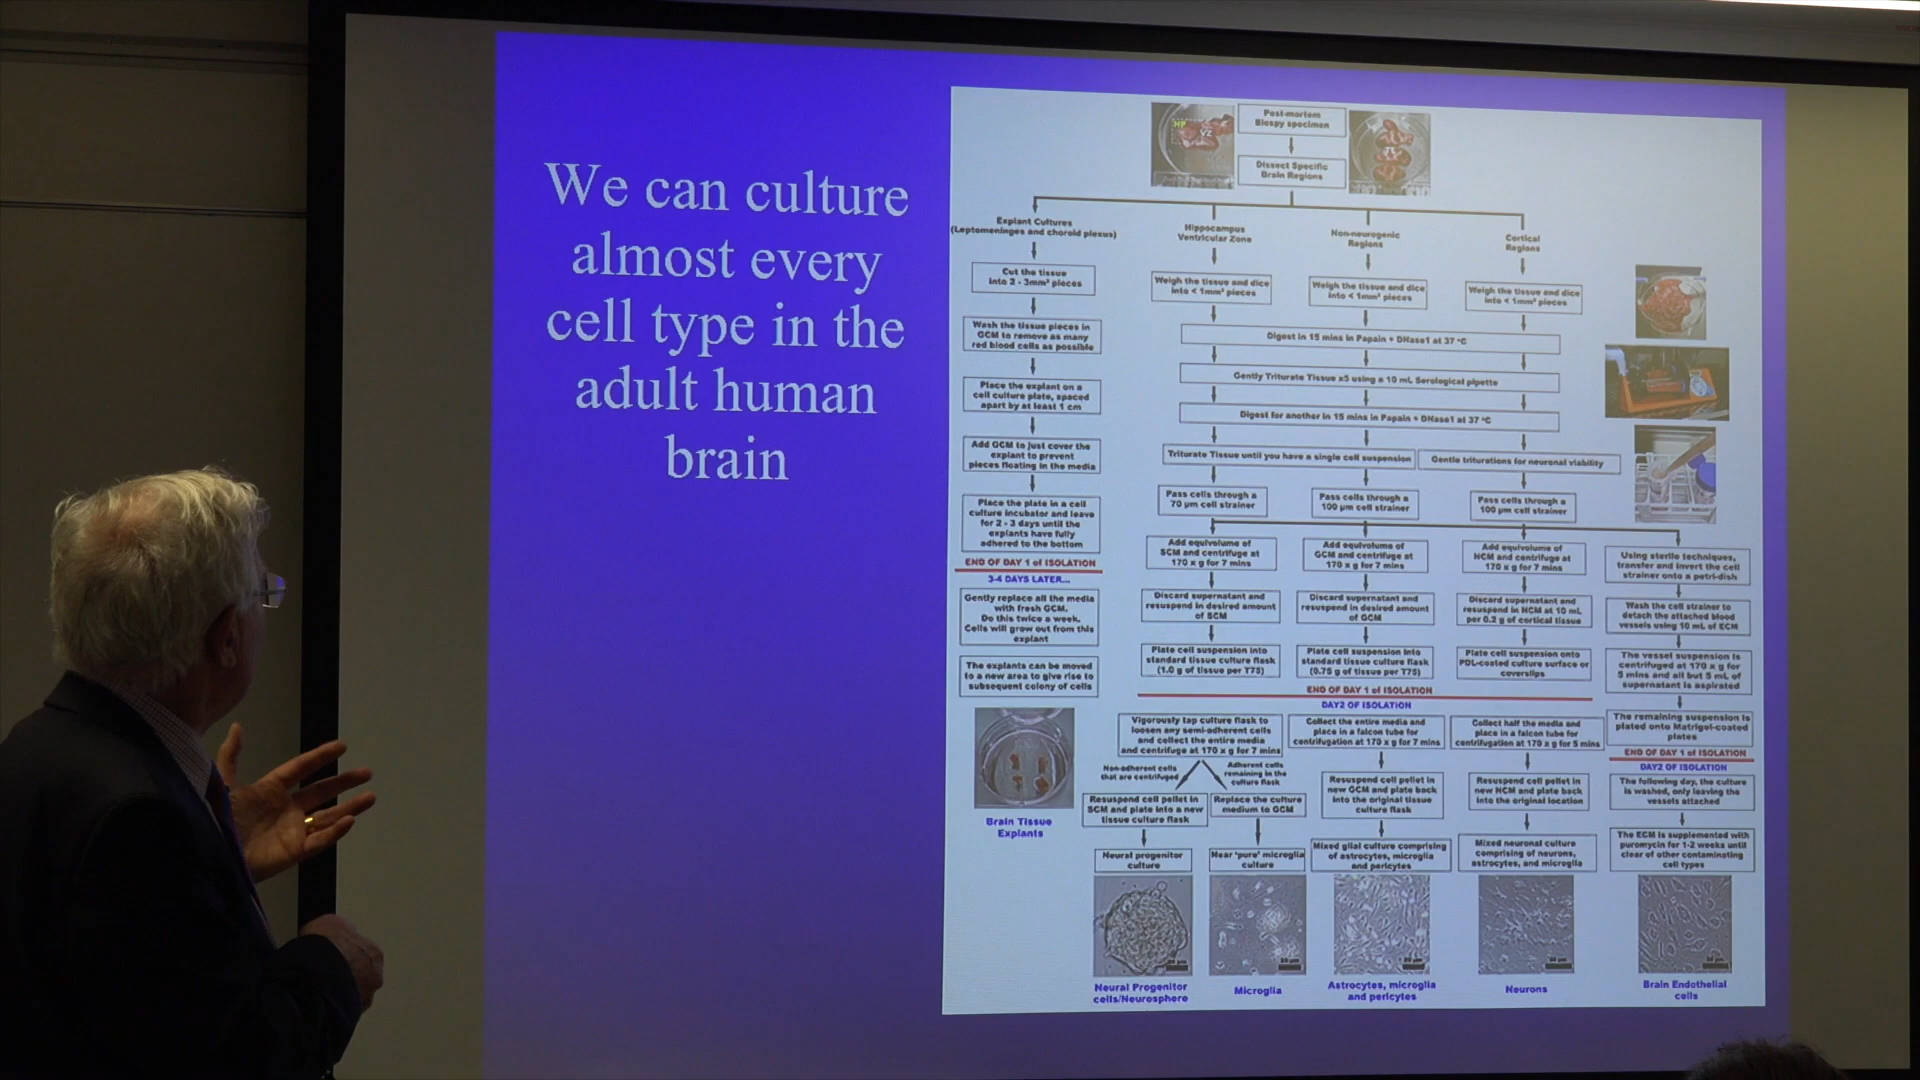 We can culture
almost every
cell type in the
adult human
brain
Post-mortem
Biospy specimen
Dissect Specific
Brain Regions
Explant Cultures
(Leptomeninges and choroid plexus)
Cut the tissue
into 2 - 3mm³ pieces
Wash the tissue pieces in
GCM to remove as many
red blood cells as possible
Place the explant on a
cell culture plate, spaced
apart by at least 1 cm
Add GCM to just cover the
explant to prevent
pieces floating in the media
Place the plate in a cell
culture incubator and leave
for 2 - 3 days until the
explants have fully
adhered to the bottom
END OF DAY 1 of ISOLATION
3-4 DAYS LATER...
Gently replace all the media
with fresh GCM.
Do this twice a week.
Cells will grow out from this
explant
The explants can be moved
to a new area to give rise to
subsequent colony of cells
Brain Tissue
Explants
Hippocampus
Ventricular Zone
Non-neurogenic
Regions
Cortical
Regions
Weigh the tissue and dice
into < 1mm³ pieces
Weigh the tissue and dice
into < 1mm³ pieces
Weigh the tissue and dice
into < 1mm³ pieces
Digest in 15 mins in Papain + DNase1 at 37 °C
Gently Triturate Tissue x5 using a 10 mL Serological pipette
Digest for another in 15 mins in Papain + DNase1 at 37 °C
Triturate Tissue until you have a single cell suspension
Gentle triturations for neuronal viability
Pass cells through a
70 µm cell strainer
Pass cells through a
100 µm cell strainer
Pass cells through a
100 µm cell strainer
Add equivolume of
SCM and centrifuge at
170 x g for 7 mins
Add equivolume of
GCM and centrifuge at
170 x g for 7 mins
Add equivolume of
NCM and centrifuge at
170 x g for 7 mins
Using sterile techniques,
transfer and invert the cell
strainer onto a petri-dish
Discard supernatant and
resuspend in desired amount
of SCM
Discard supernatant and
resuspend in desired amount
of GCM
Discard supernatant and
resuspend in NCM at 10 mL
per 0.2 g of cortical tissue
Wash the cell strainer to
detach the attached blood
vessels using 10 mL of ECM
Plate cell suspension into
standard tissue culture flask
(1.0 g of tissue per T75)
Plate cell suspension into
standard tissue culture flask
(0.75 g of tissue per T75)
Plate cell suspension onto
PDL-coated culture surface or
coverslips
The vessel suspension is
centrifuged at 170 x g for
5 mins and all but 5 mL of
supernatant is aspirated
END OF DAY 1 of ISOLATION
DAY2 OF ISOLATION
The remaining suspension is
plated onto Matrigel-coated
plates
END OF DAY 1 of ISOLATION
DAY2 OF ISOLATION
Vigorously tap culture flask to
loosen any semi-adherent cells
and collect the entire media
and centrifuge at 170 x g for 7 mins
Collect the entire media and
place in a falcon tube for
centrifugation at 170 x g for 7 mins
Collect half the media and
place in a falcon tube for
centrifugation at 170 x g for 5 mins
The following day, the culture
is washed, only leaving the
vessels attached
Non-adherent cells
that are centrifuged
Adherent cells
remaining in the
culture flask
Resuspend cell pellet in
SCM and plate into a new
tissue culture flask
Replace the culture
medium to GCM
Resuspend cell pellet in
new GCM and plate back
into the original tissue
culture flask
Resuspend cell pellet in
new NCM and plate back
into the original location
The ECM is supplemented with
puromycin for 1-2 weeks until
clear of other contaminating
cell types
Neural progenitor
culture
Near 'pure' microglia
culture
Mixed glial culture comprising
of astrocytes, microglia
and pericytes
Mixed neuronal culture
comprising of neurons,
astrocytes, and microglia
Neural Progenitor
cells/Neurosphere
Microglia
Astrocytes, microglia
and pericytes
Neurons
Brain Endothelial
cells